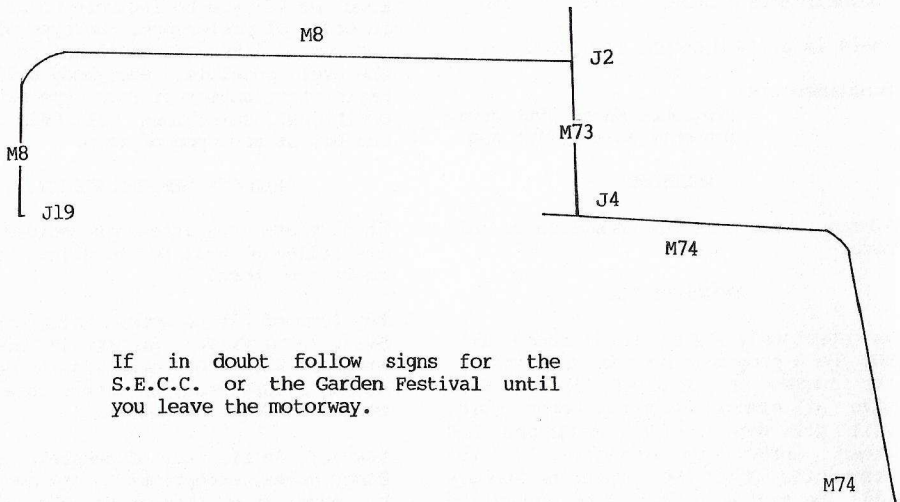 M8
J2
M73
M8
J19
J4
M74
If in doubt follow signs for the
S.E.C.C. or the Garden Festival until
you leave the motorway.
M74